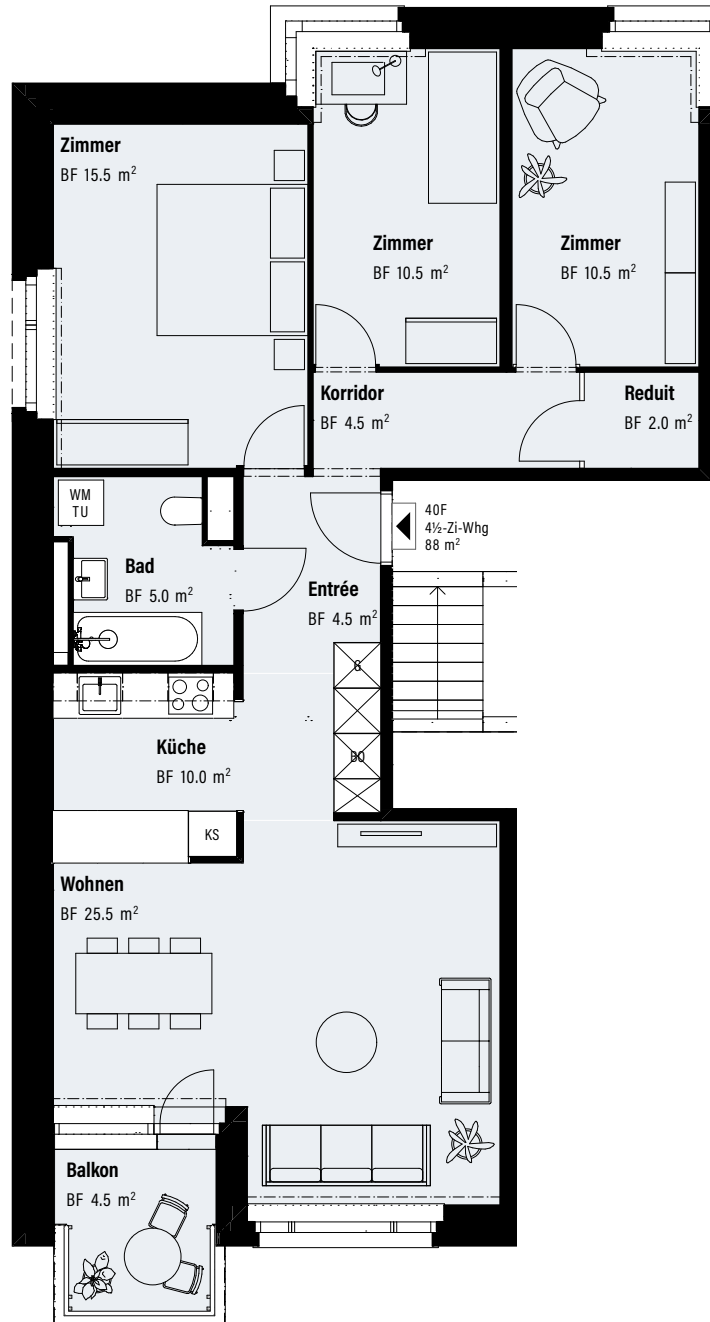 Zimmer
BF 15.5 m²
Zimmer
BF 10.5 m²
Zimmer
BF 10.5 m²
Korridor
BF 4.5 m²
Reduit
BF 2.0 m²
WM
TU
40F
4½-Zi-Whg
88 m²
Bad
BF 5.0 m²
Entrée
BF 4.5 m²
G
Küche
BF 10.0 m²
BO
KS
Wohnen
BF 25.5 m²
Balkon
BF 4.5 m²